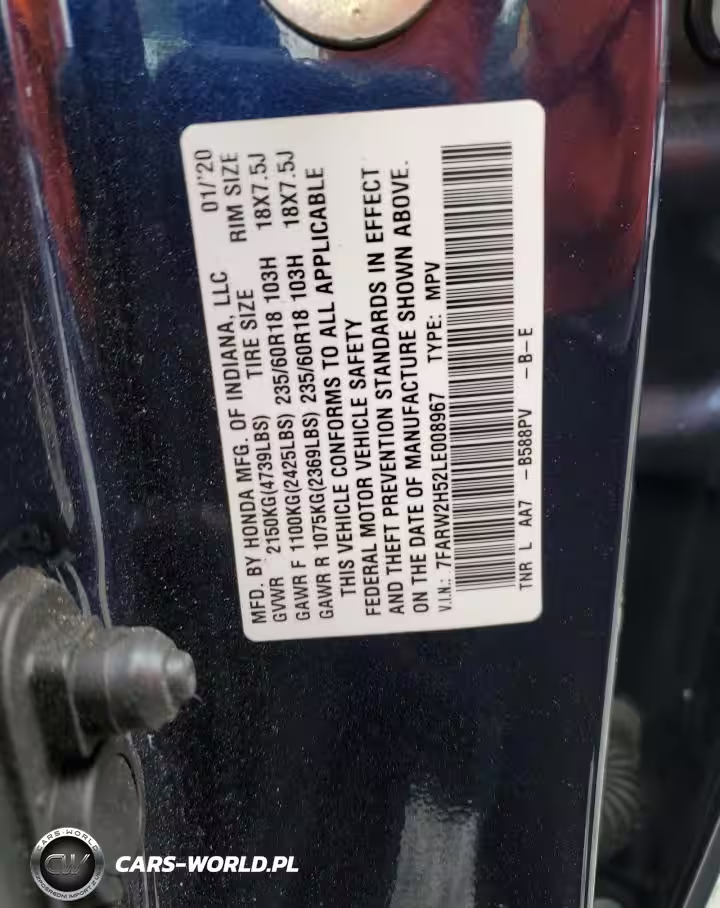 MFD. BY HONDA MFG. OF INDIANA, LLC 01/'20
GVWR 2150KG(4739LBS) TIRE SIZE RIM SIZE
GAWR F 1100KG(2425LBS) 235/60R18 103H 18X7.5J
GAWR R 1075KG(2369LBS) 235/60R18 103H 18X7.5J
THIS VEHICLE CONFORMS TO ALL APPLICABLE
FEDERAL MOTOR VEHICLE SAFETY
AND THEFT PREVENTION STANDARDS IN EFFECT
ON THE DATE OF MANUFACTURE SHOWN ABOVE.
V.I.N.: 7FARW2H52LE008967 TYPE: MPV
TNR L AA7 -B588PV -B-E
CARS-WORLD
CW
CARS-WORLD.PL